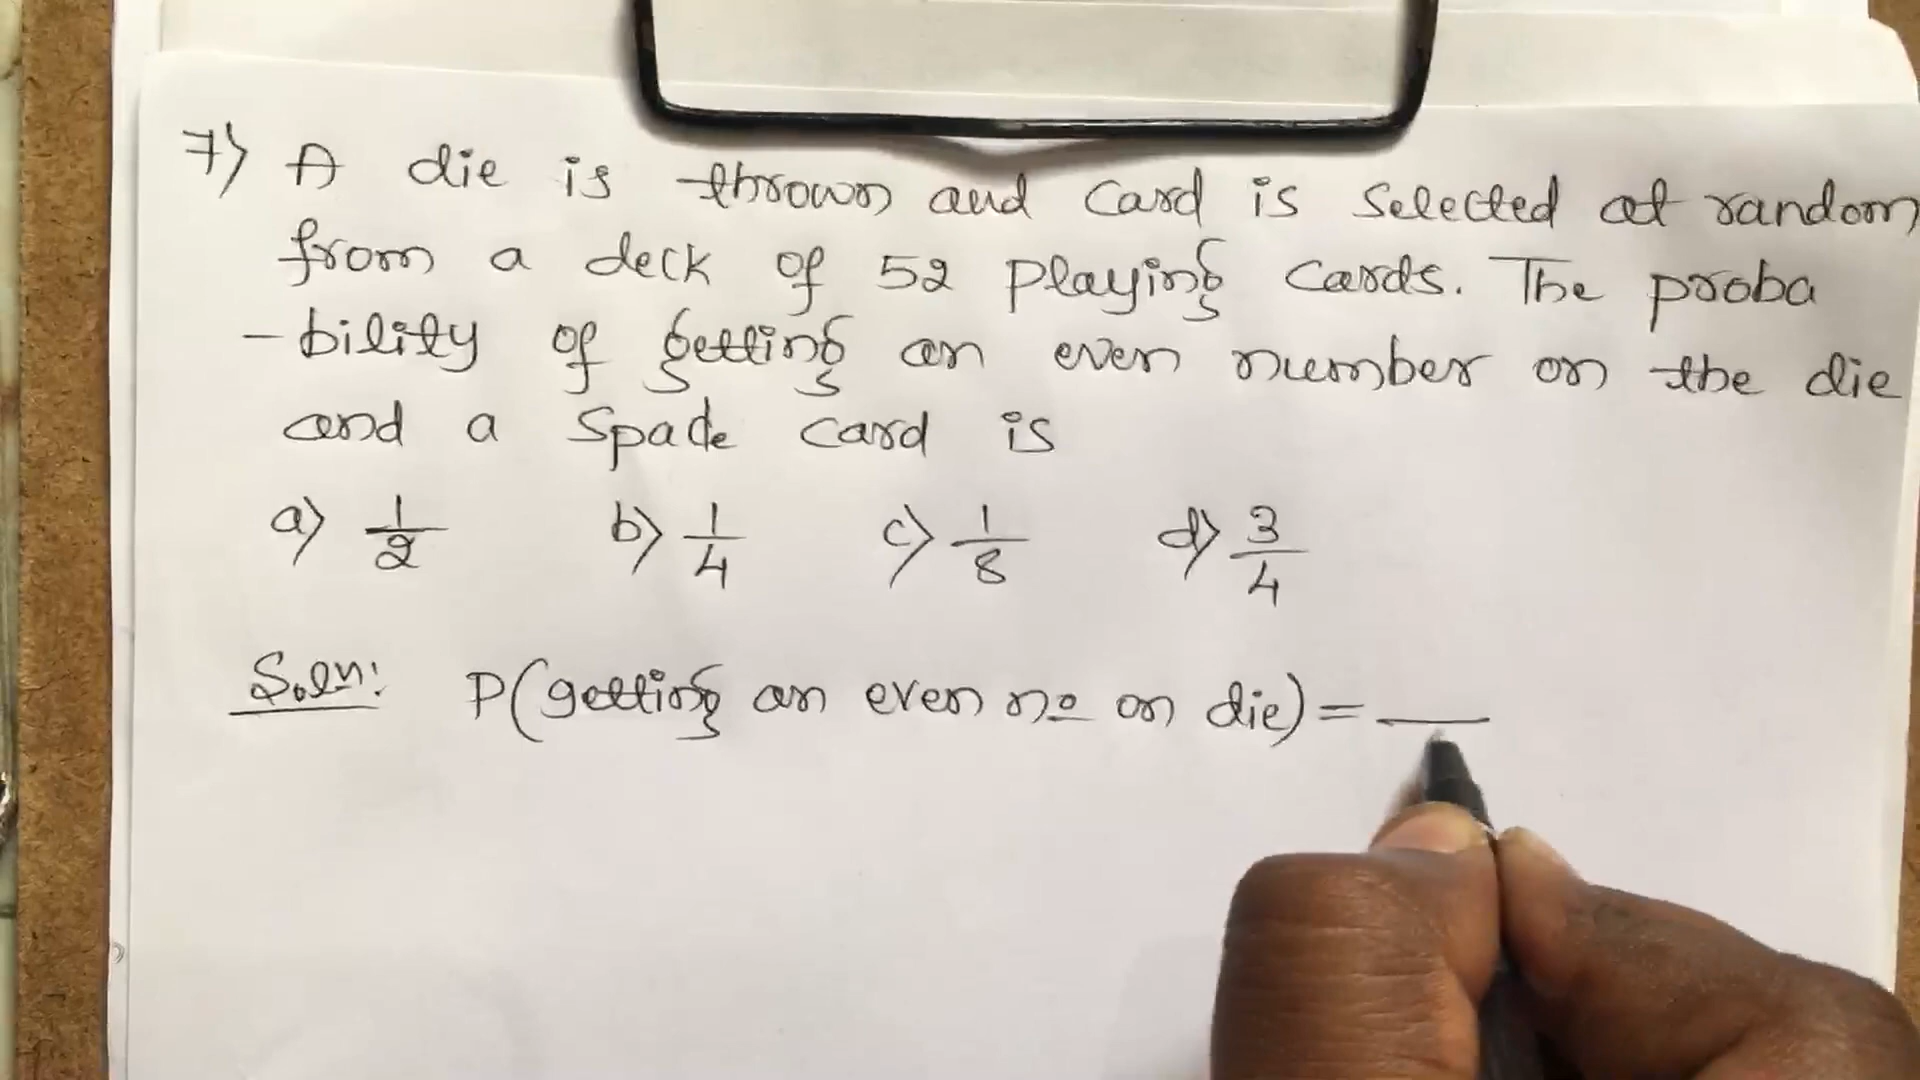 7) A die is thrown and card is selected at random
from a deck of 52 playing cards. The proba
-bility of getting an even number on the die
and a spade card is
a) 1/2 b) 1/4 c) 1/8 d) 3/4
Soln: P(getting an even no on die) = __